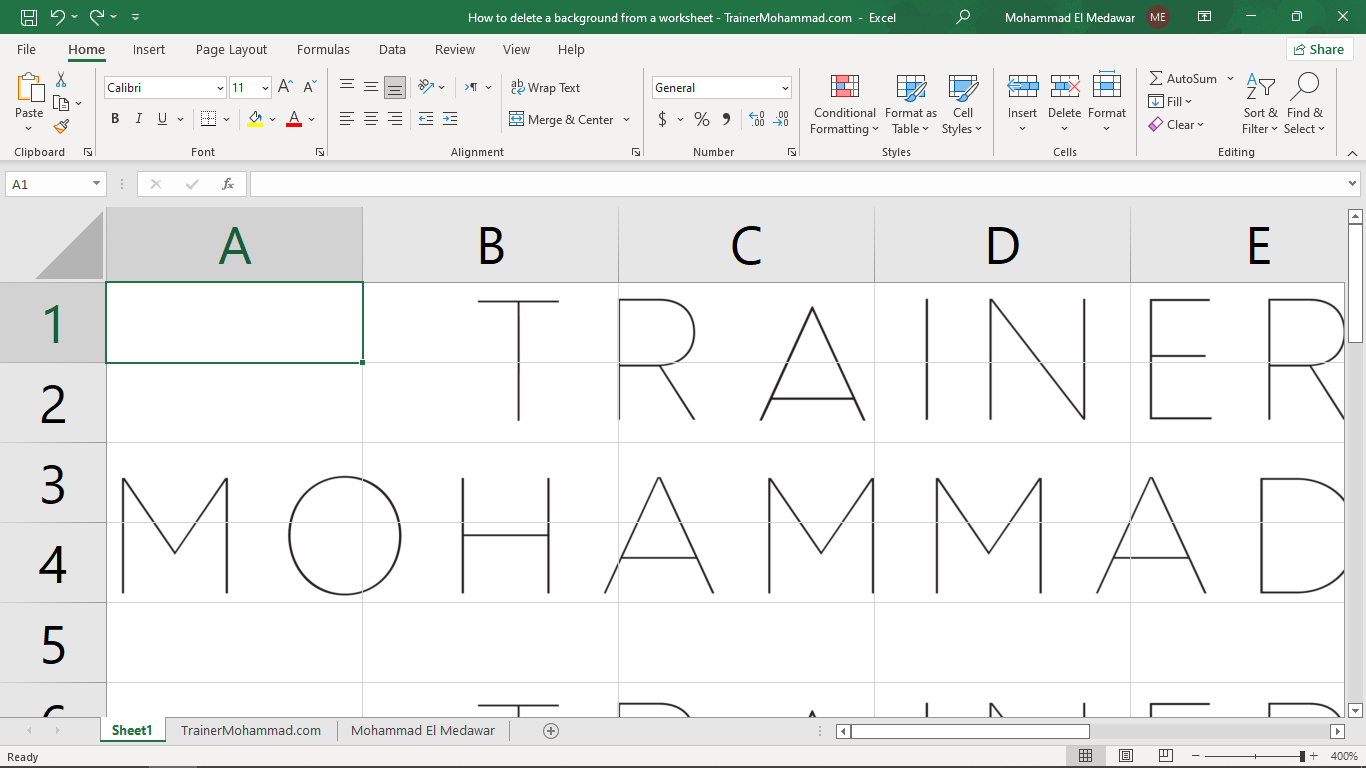 How to delete a background from a worksheet - TrainerMohammad.com - Excel
Mohammad El Medawar ME
File Home Insert Page Layout Formulas Data Review View Help Share
Paste
Clipboard
Calibri 11
B I U
Font
Wrap Text
Merge & Center
Alignment
General
$ % 9
Number
Conditional Formatting
Format as Table
Cell Styles
Styles
Insert Delete Format
Cells
AutoSum
Fill
Clear
Sort & Filter
Find & Select
Editing
A1 fx
A B C D E
1
2
3
4
5
6
TRAINER
MOHAMMAD
Sheet1 TrainerMohammad.com Mohammad El Medawar
Ready 400%